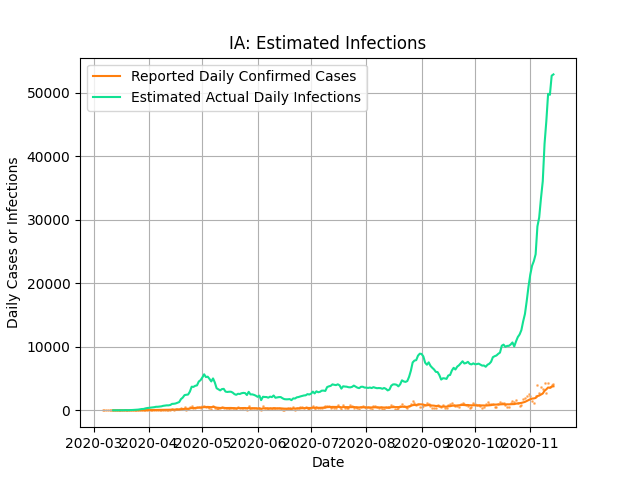 IA: Estimated Infections
Reported Daily Confirmed Cases
Estimated Actual Daily Infections
Daily Cases or Infections
50000
40000
30000
20000
10000
0
2020-03 2020-04 2020-05 2020-06 2020-07 2020-08 2020-09 2020-10 2020-11
Date